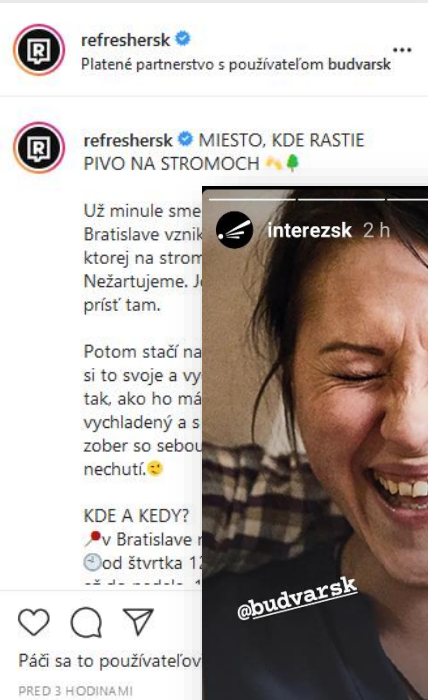 refreshersk
Platené partnerstvo s používateľom budvarsk
refreshersk MIESTO, KDE RASTIE
PIVO NA STROMOCH
Už minule sme
Bratislave vznik
ktorej na strom
Nežartujeme. J
prísť tam.
Potom stačí na
si to svoje a vy
tak, ako ho má
vychladený a s
zober so sebou
nechutí.
KDE A KEDY?
v Bratislave
od štvrtka 12
interezsk 2 h
@budvarsk
Páči sa to používateľov
PRED 3 HODINAMI